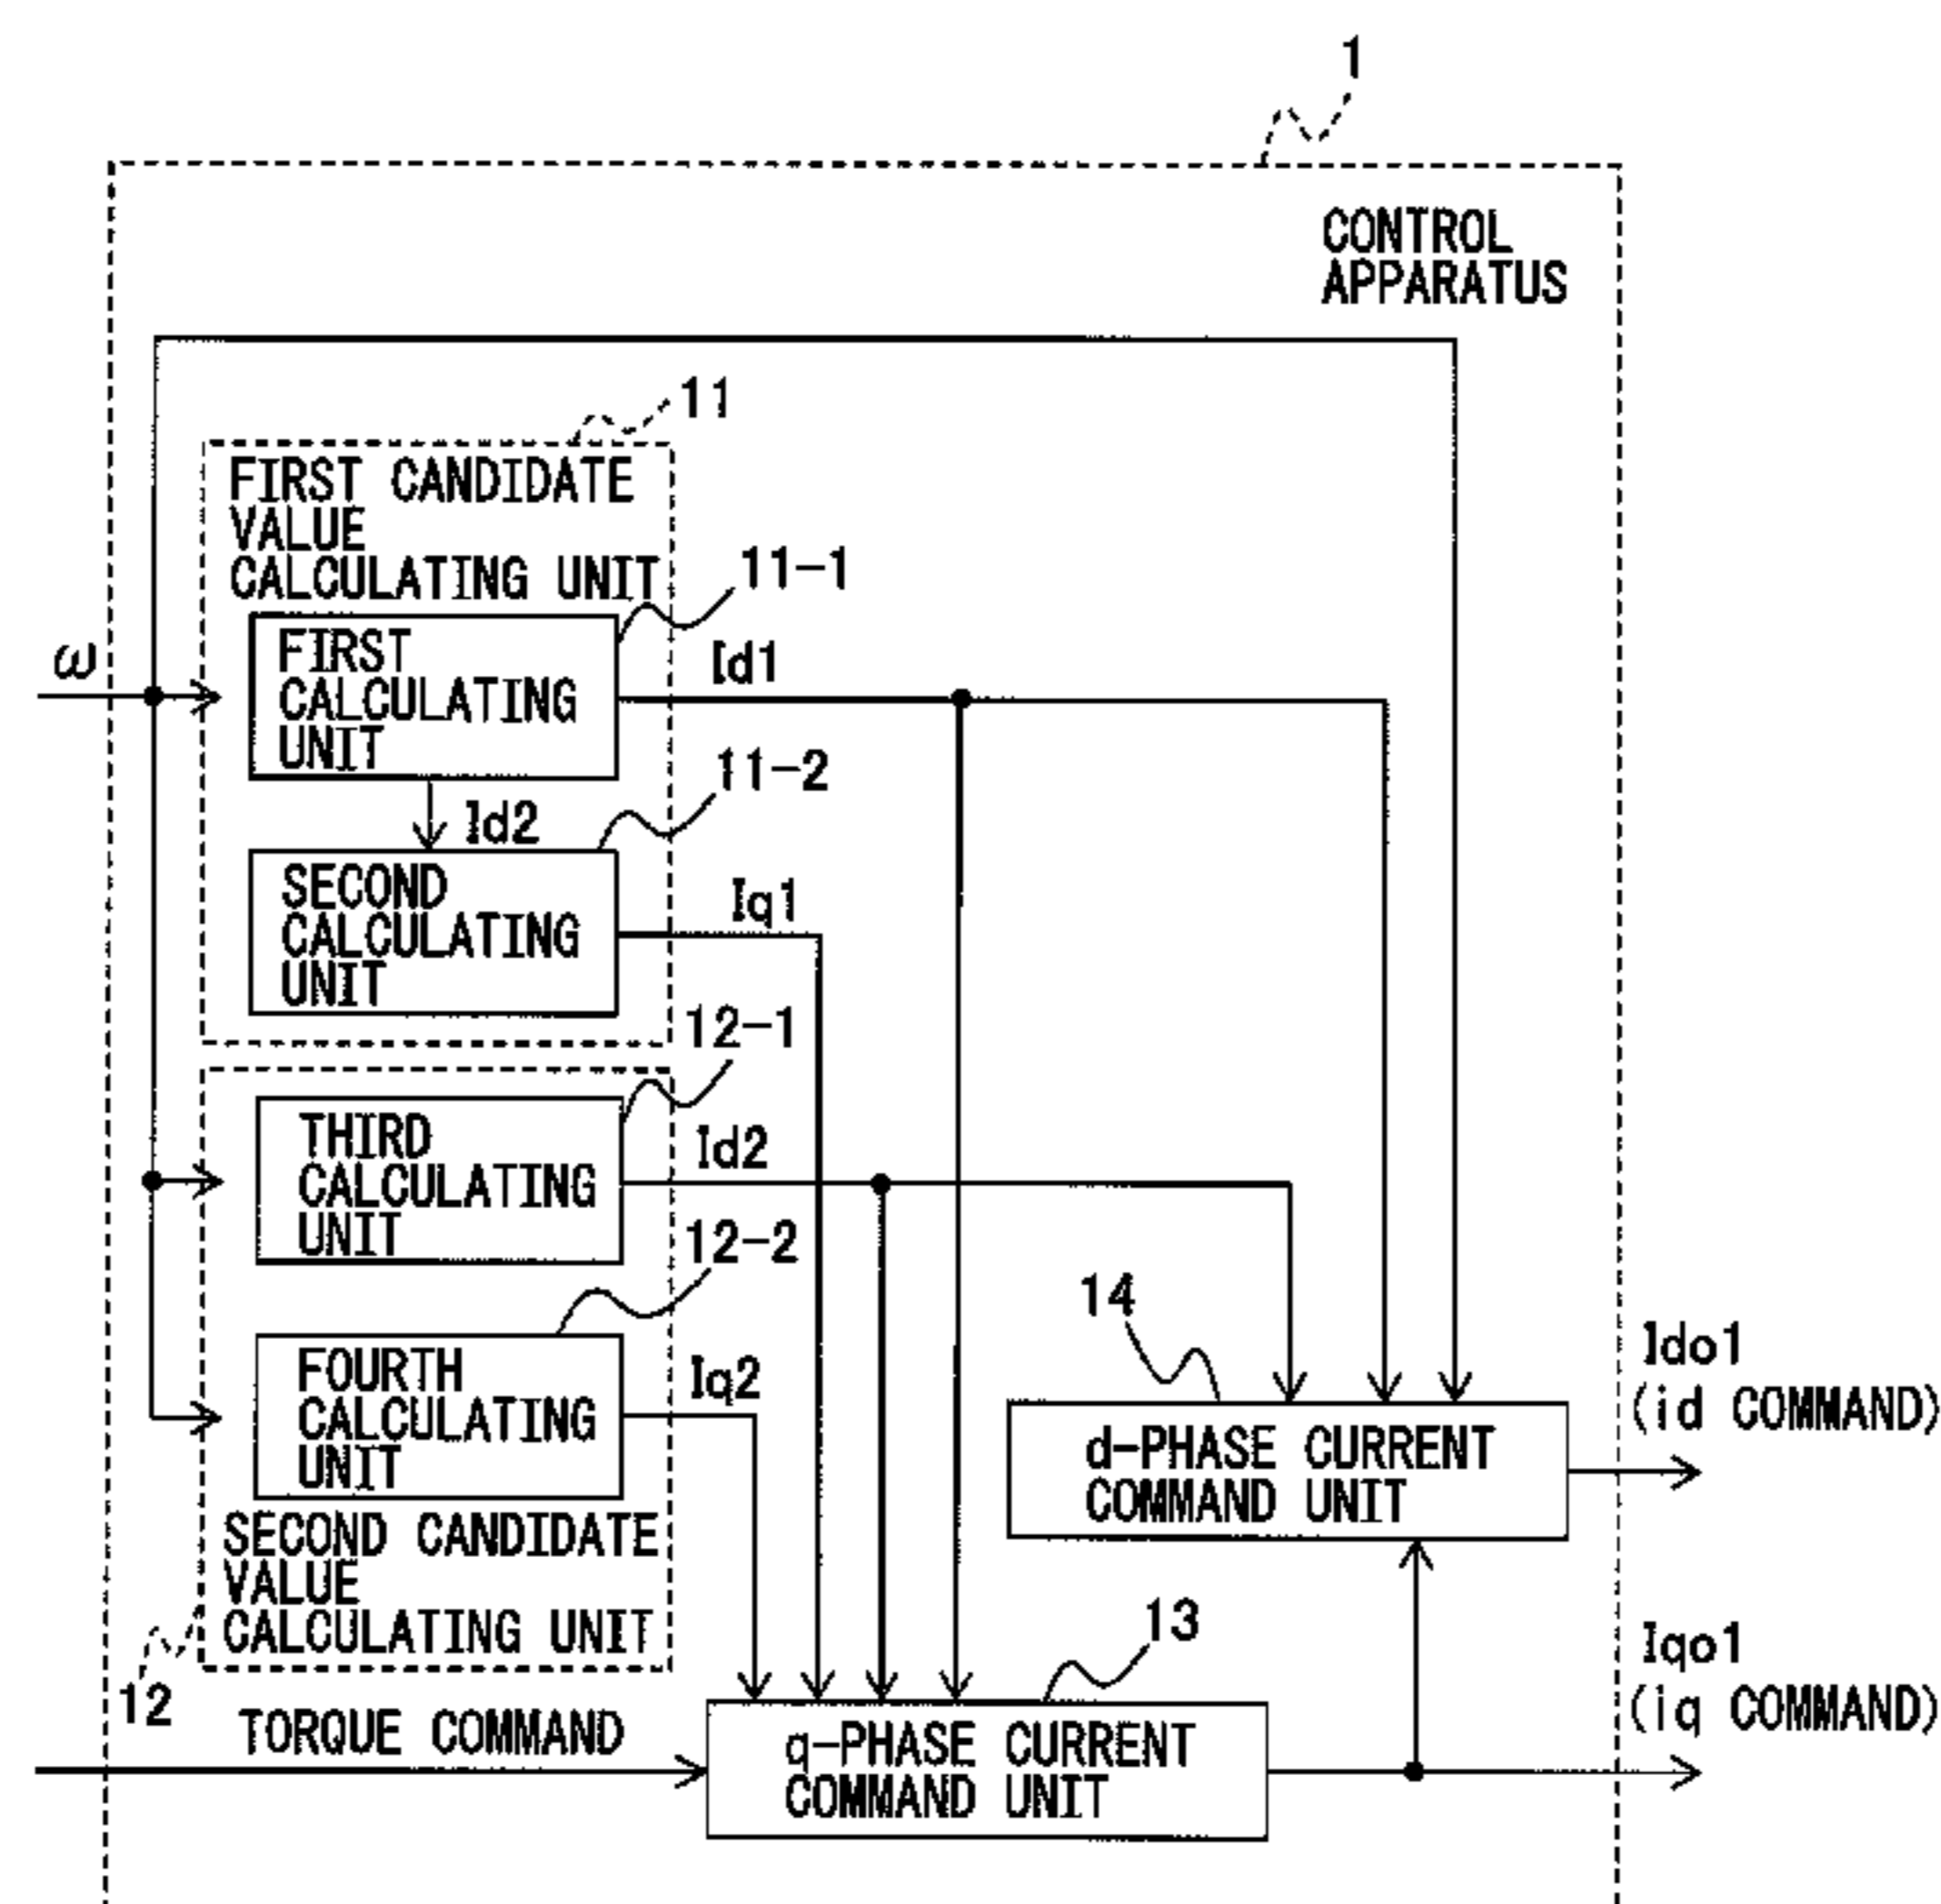 1
CONTROL
APPARATUS
11
FIRST CANDIDATE
VALUE
CALCULATING UNIT
11-1
ω
FIRST
CALCULATING
UNIT
Id1
11-2
Id2
SECOND
CALCULATING
UNIT
Iq1
12-1
THIRD
CALCULATING
UNIT
Id2
12-2
14
FOURTH
CALCULATING
UNIT
Iq2
Ido1
(id COMMAND)
d-PHASE CURRENT
COMMAND UNIT
SECOND CANDIDATE
VALUE
CALCULATING UNIT
13
Iqo1
(iq COMMAND)
12
TORQUE COMMAND
q-PHASE CURRENT
COMMAND UNIT